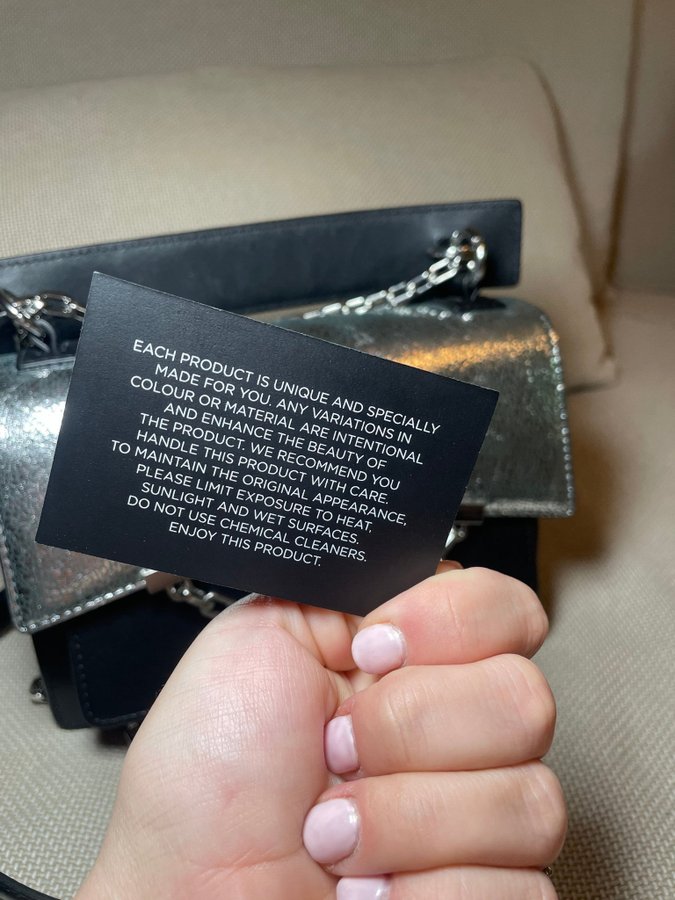 EACH PRODUCT IS UNIQUE AND SPECIALLY
MADE FOR YOU. ANY VARIATIONS IN
COLOUR OR MATERIAL ARE INTENTIONAL
AND ENHANCE THE BEAUTY OF
THE PRODUCT. WE RECOMMEND YOU
HANDLE THIS PRODUCT WITH CARE.
TO MAINTAIN THE ORIGINAL APPEARANCE,
PLEASE LIMIT EXPOSURE TO HEAT,
SUNLIGHT AND WET SURFACES.
DO NOT USE CHEMICAL CLEANERS.
ENJOY THIS PRODUCT.